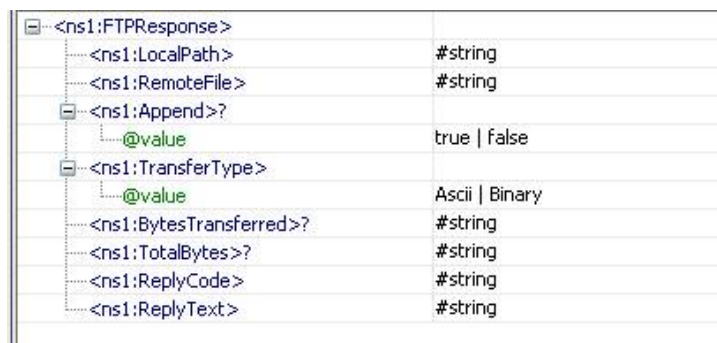 <ns1:FTPResponse>
<ns1:LocalPath> #string
<ns1:RemoteFile> #string
<ns1:Append>?
@value true | false
<ns1:TransferType>
@value Ascii | Binary
<ns1:BytesTransferred>? #string
<ns1:TotalBytes>? #string
<ns1:ReplyCode> #string
<ns1:ReplyText> #string